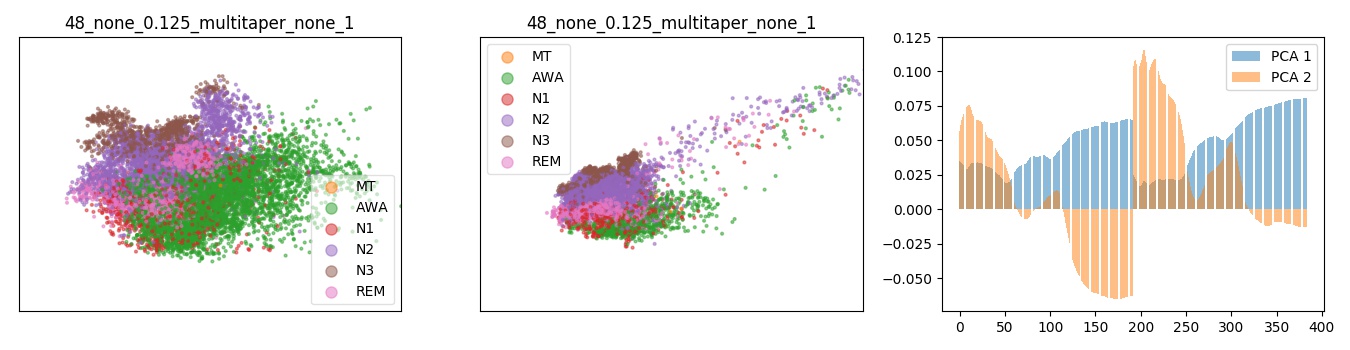 48_none_0.125_multitaper_none_1
MT
AWA
N1
N2
N3
REM
48_none_0.125_multitaper_none_1
MT
AWA
N1
N2
N3
REM
0.125
0.100
0.075
0.050
0.025
0.000
−0.025
−0.050
PCA 1
PCA 2
0 50 100 150 200 250 300 350 400